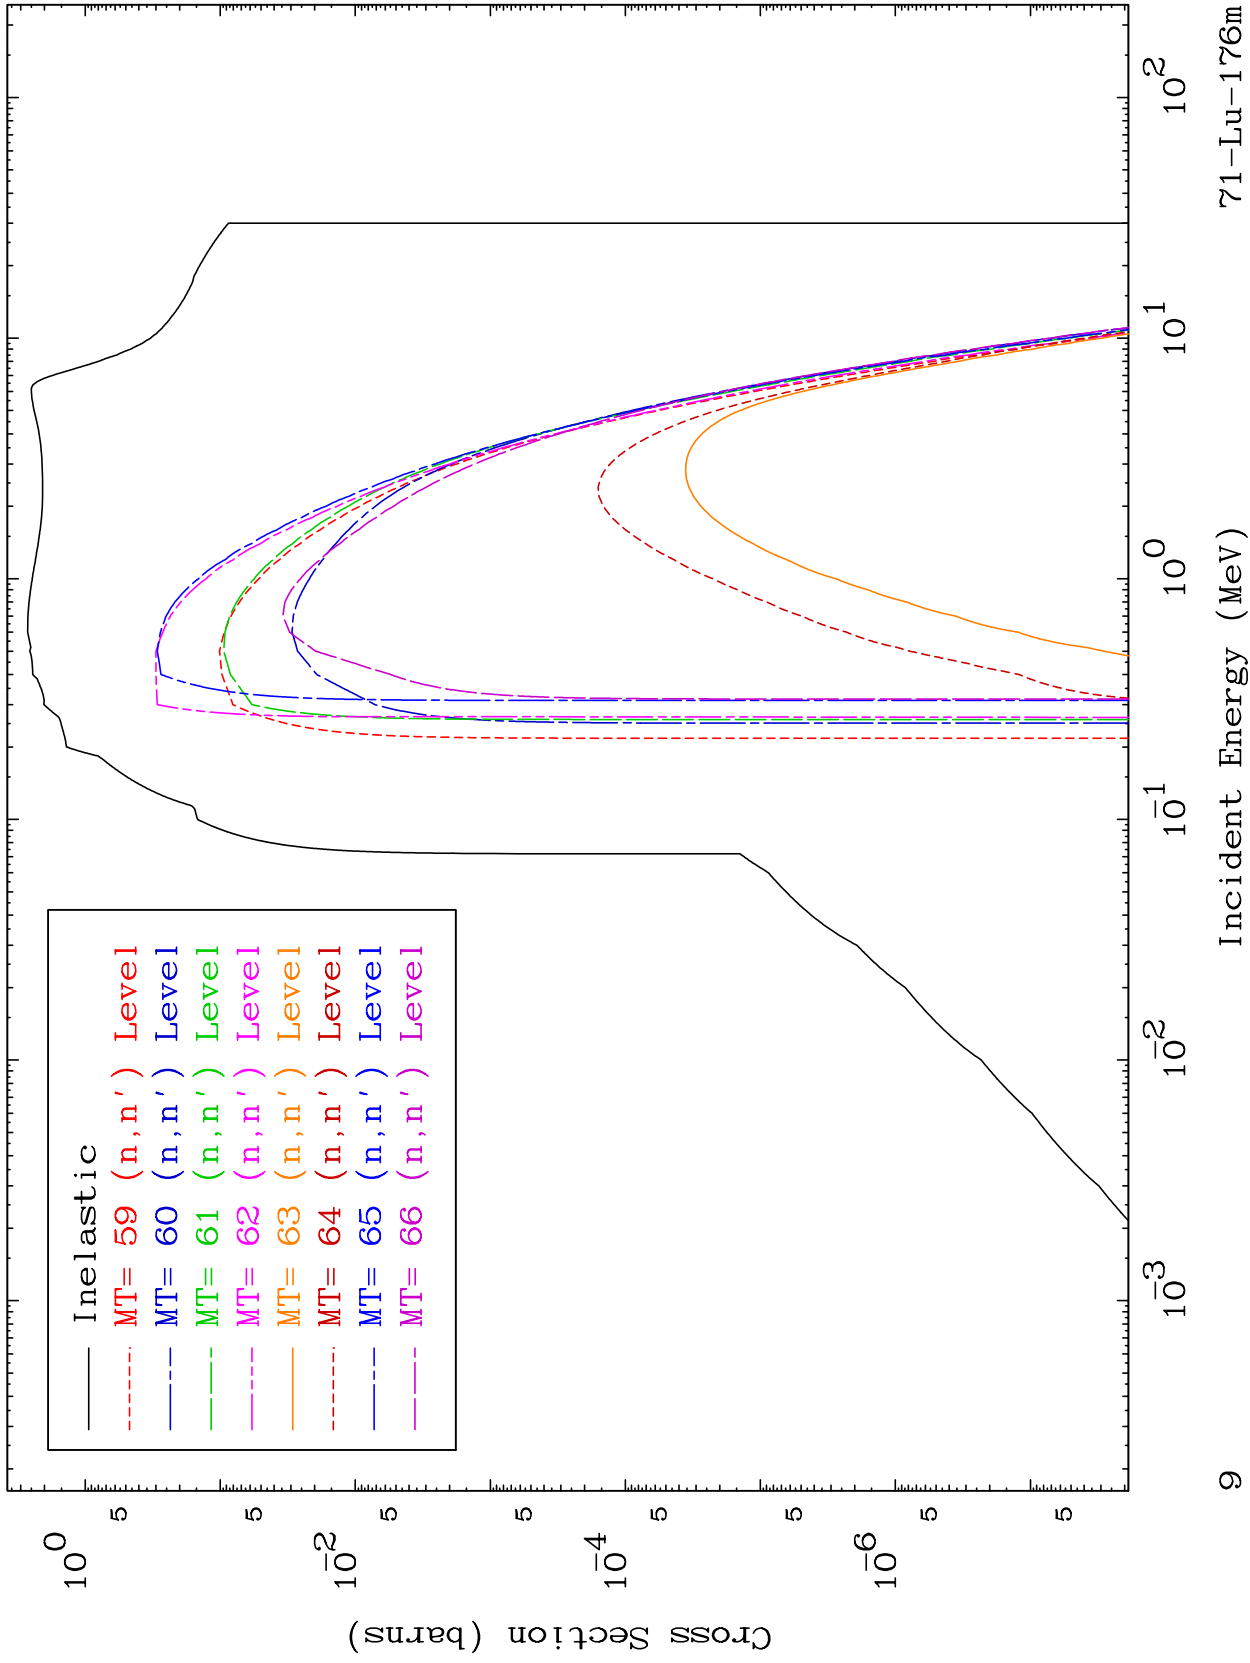 Inelastic
MT= 59 (n,n') Level
MT= 60 (n,n') Level
MT= 61 (n,n') Level
MT= 62 (n,n') Level
MT= 63 (n,n') Level
MT= 64 (n,n') Level
MT= 65 (n,n') Level
MT= 66 (n,n') Level
Cross Section (barns)
10^0
5
5
10^-2
5
5
10^-4
5
5
10^-6
5
5
10^-3
10^-2
10^-1
10^0
10^1
10^2
9
Incident Energy (MeV)
71-Lu-176m